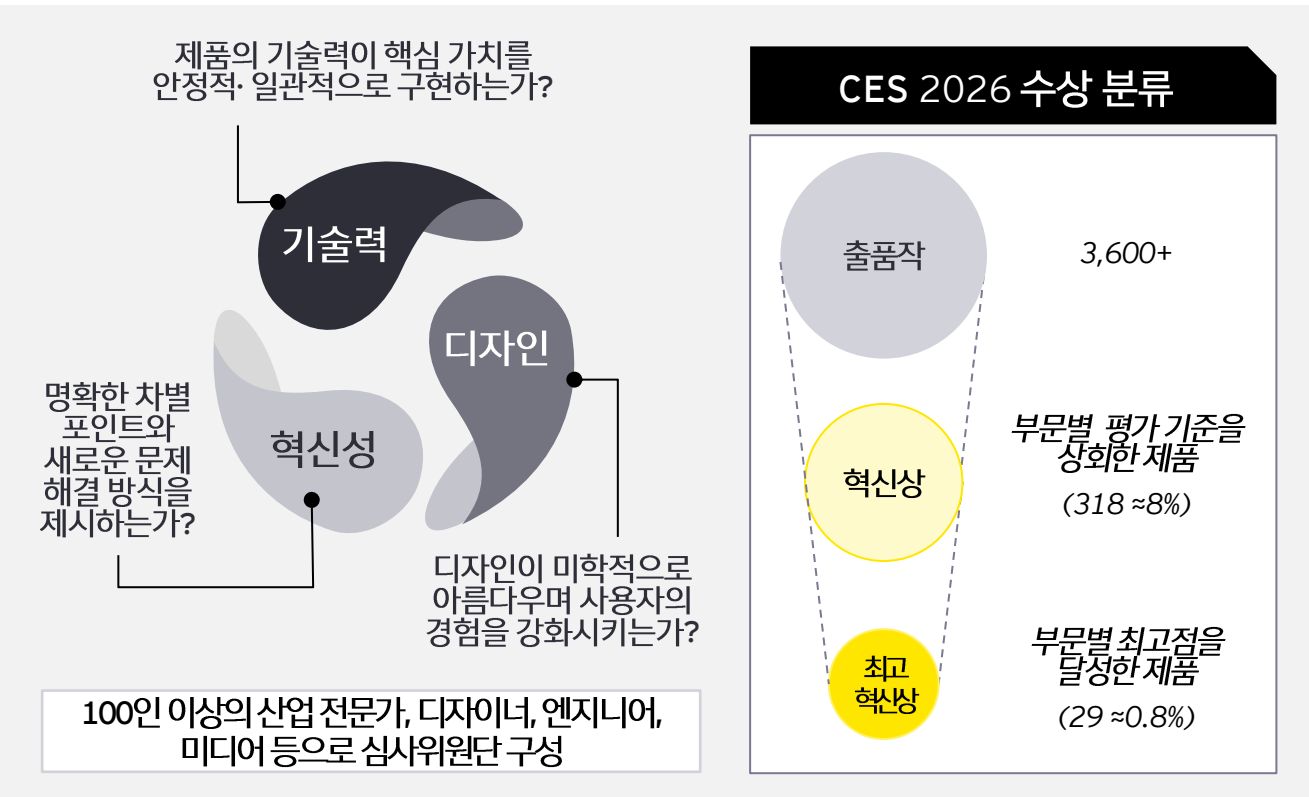 제품의 기술력이 핵심 가치를
안정적· 일관적으로 구현하는가?
기술력
디자인
혁신성
명확한 차별
포인트와
새로운 문제
해결 방식을
제시하는가?
디자인이 미학적으로
아름다우며 사용자의
경험을 강화시키는가?
100인 이상의 산업 전문가, 디자이너, 엔지니어,
미디어 등으로 심사위원단 구성
CES 2026 수상 분류
출품작
3,600+
혁신상
부문별 평가 기준을
상회한 제품
(318 ≈8%)
최고
혁신상
부문별 최고점을
달성한 제품
(29 ≈0.8%)